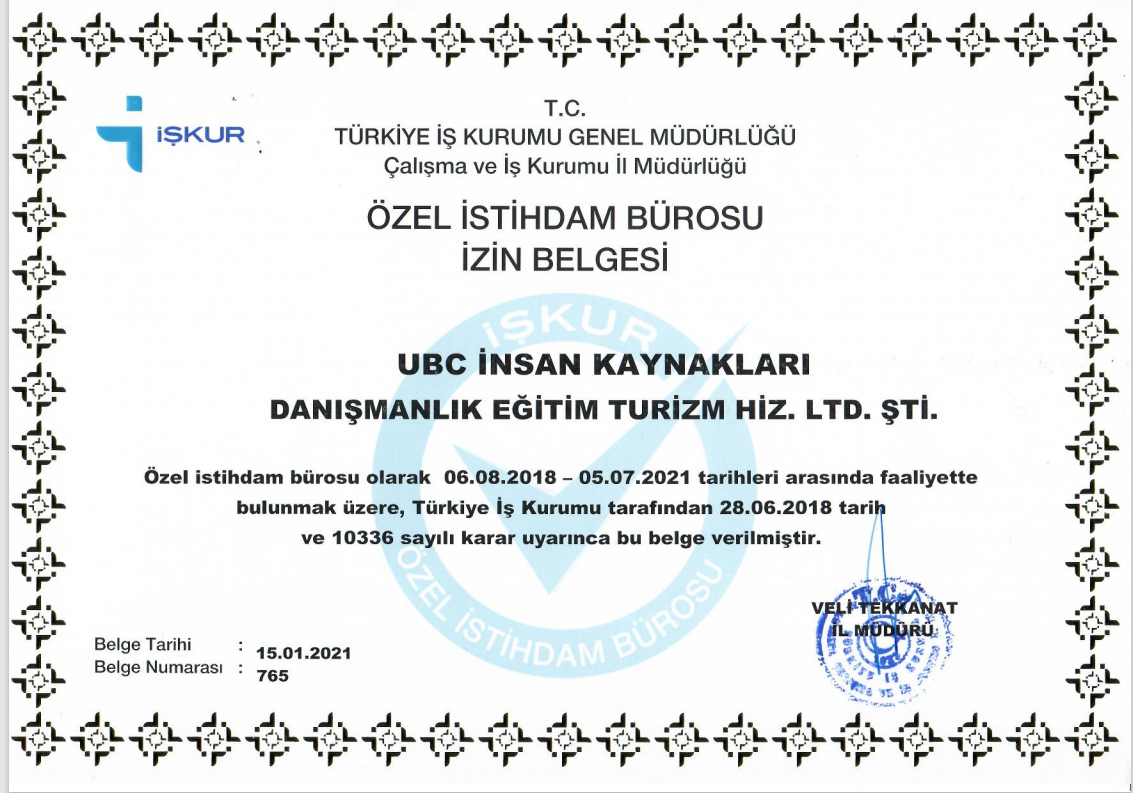 İŞKUR
T.C.
TÜRKİYE İŞ KURUMU GENEL MÜDÜRLÜĞÜ
Çalışma ve İş Kurumu İl Müdürlüğü
ÖZEL İSTİHDAM BÜROSU
İZİN BELGESİ
İŞKUR
UBC İNSAN KAYNAKLARI
DANIŞMANLIK EĞİTİM TURİZM HİZ. LTD. ŞTİ.
Özel istihdam bürosu olarak 06.08.2018 – 05.07.2021 tarihleri arasında faaliyette
bulunmak üzere, Türkiye İş Kurumu tarafından 28.06.2018 tarih
ve 10336 sayılı karar uyarınca bu belge verilmiştir.
ÖZEL İSTİHDAM BÜROSU
T.C.
VELİ TEKKANAT
İL MÜDÜRÜ
Belge Tarihi : 15.01.2021
Belge Numarası : 765